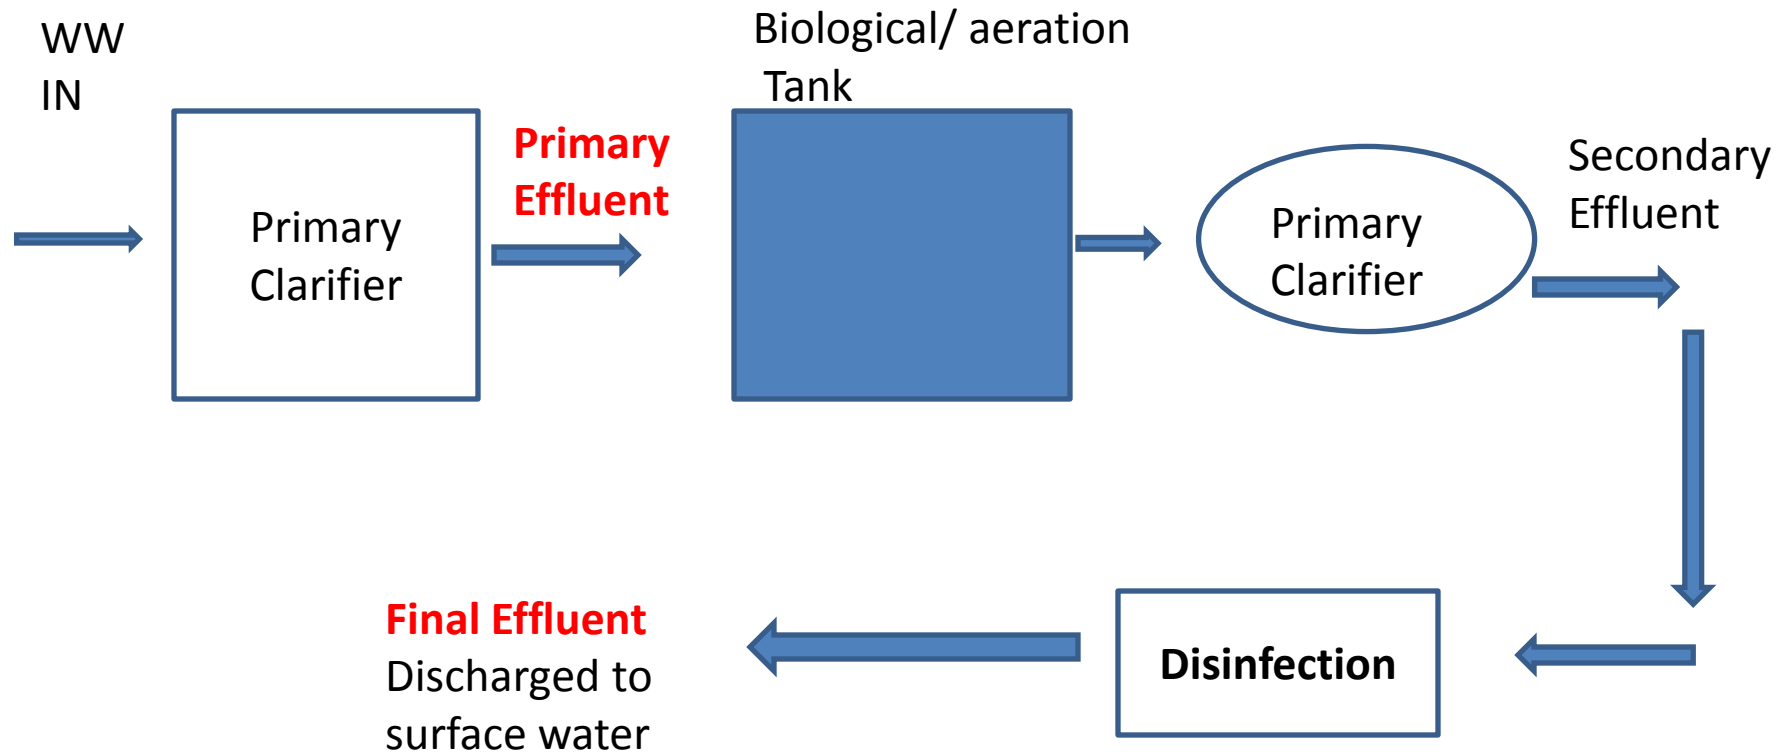 WW
IN
Primary
Clarifier
Primary
Effluent
Biological/ aeration
Tank
Primary
Clarifier
Secondary
Effluent
Disinfection
Final Effluent
Discharged to
surface water